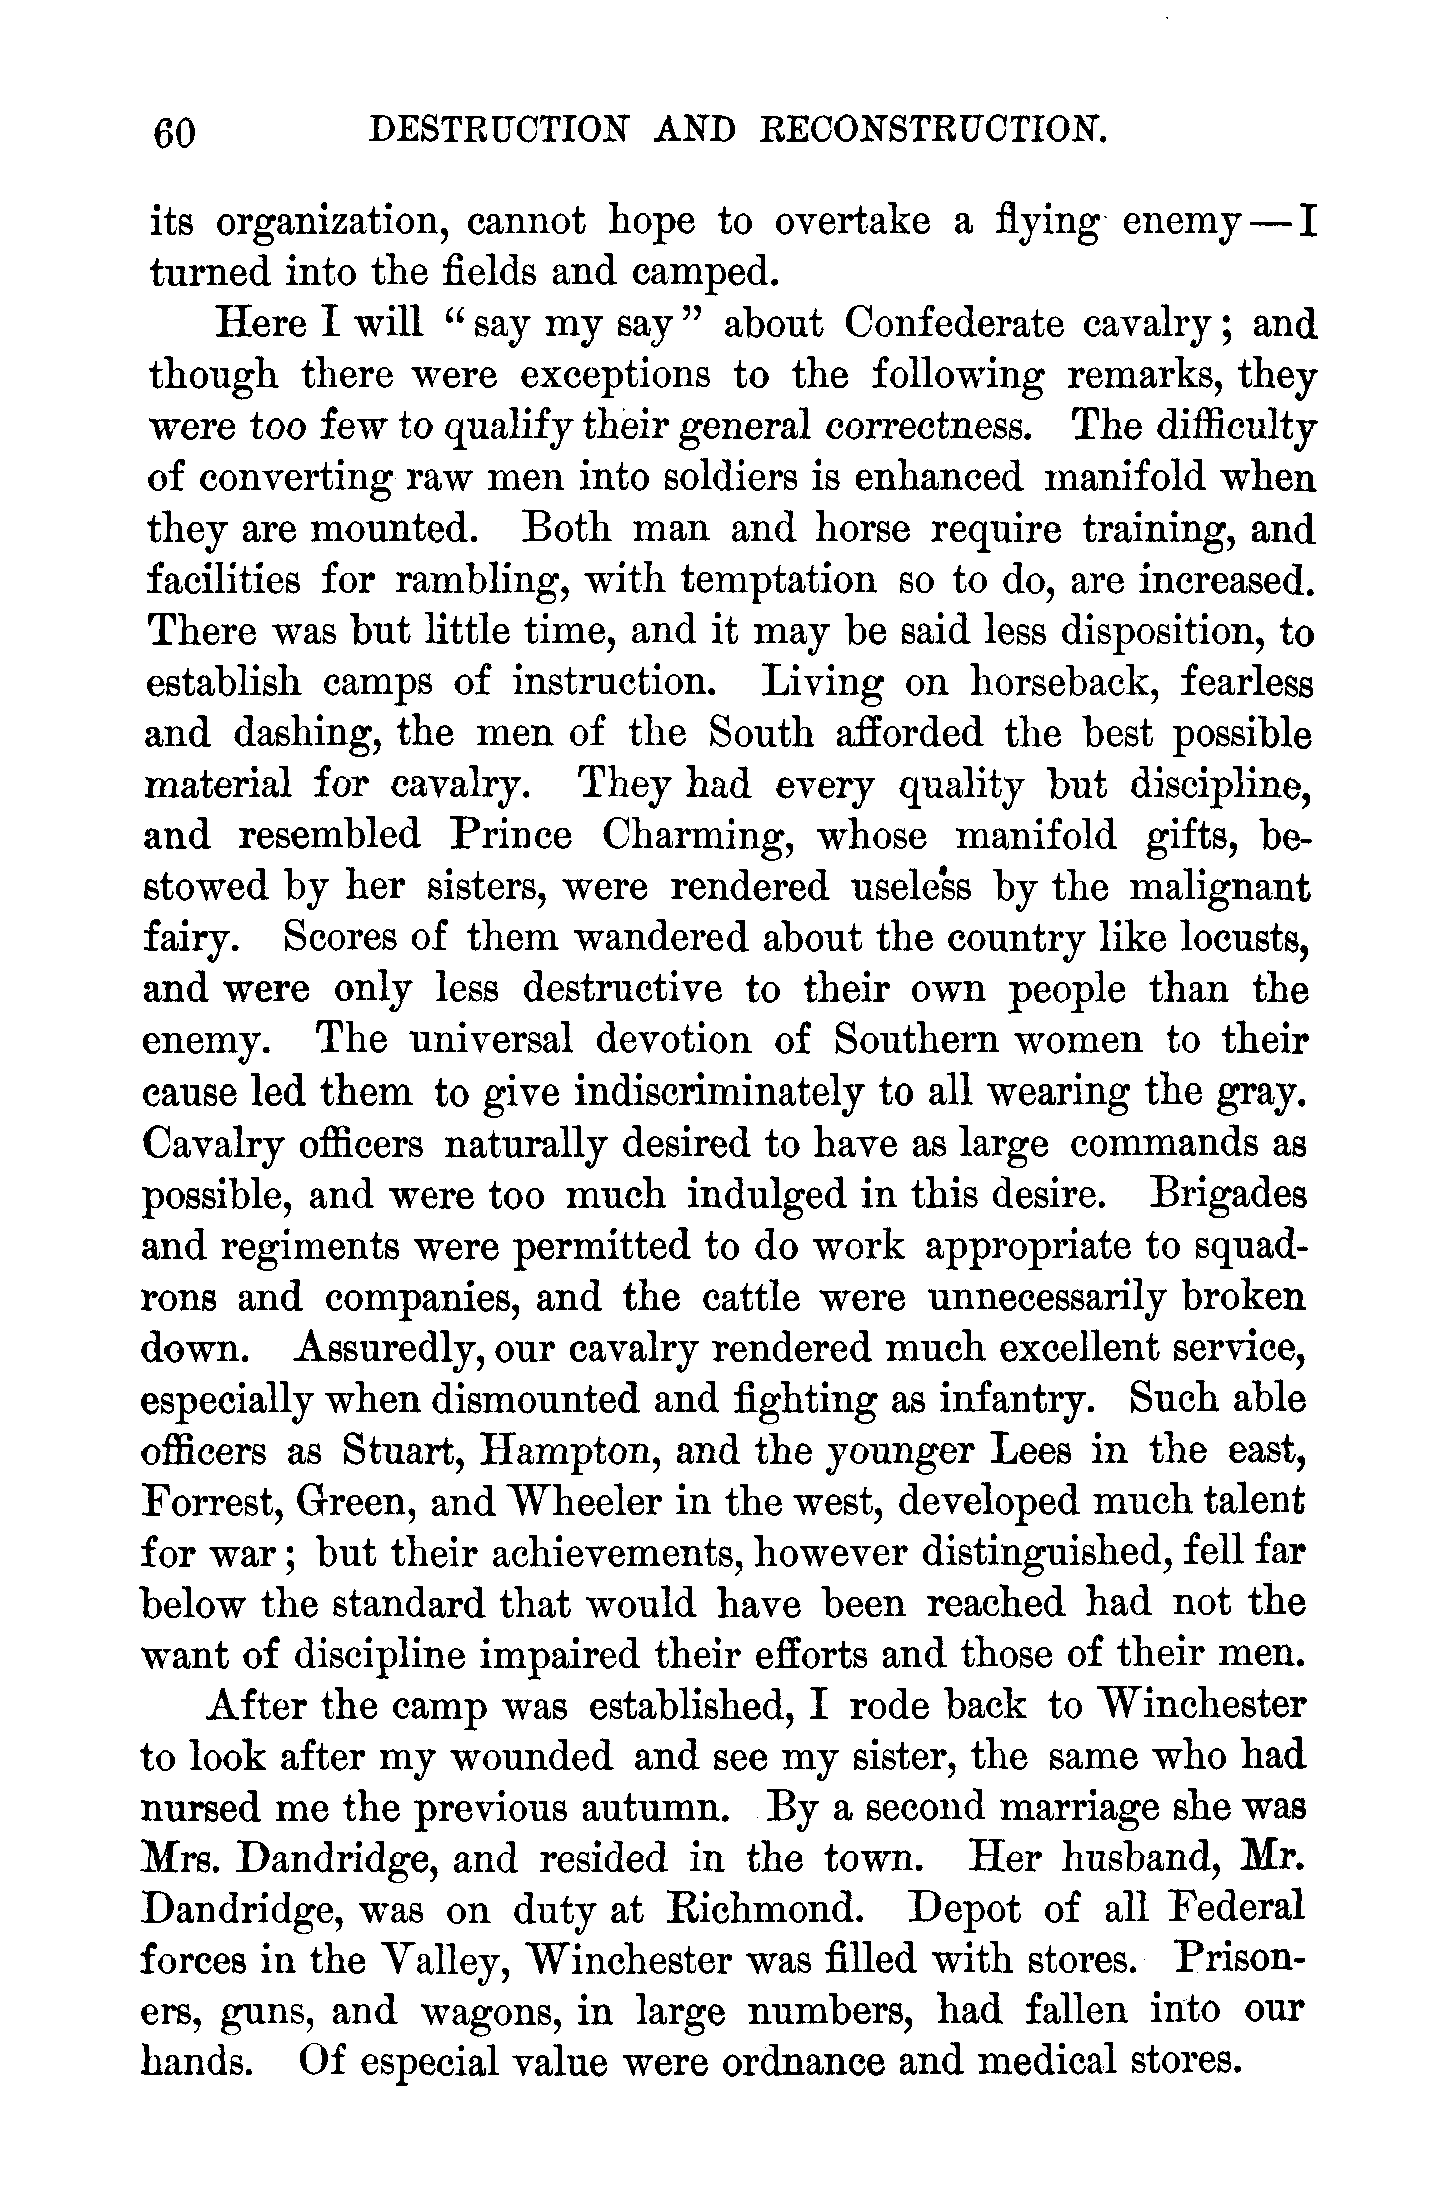 60 DESTRUCTION AND RECONSTRUCTION.
its organization, cannot hope to overtake a flying enemy—I
turned into the fields and camped.
Here I will “say my say” about Confederate cavalry; and
though there were exceptions to the following remarks, they
were too few to qualify their general correctness. The difficulty
of converting raw men into soldiers is enhanced manifold when
they are mounted. Both man and horse require training, and
facilities for rambling, with temptation so to do, are increased.
There was but little time, and it may be said less disposition, to
establish camps of instruction. Living on horseback, fearless
and dashing, the men of the South afforded the best possible
material for cavalry. They had every quality but discipline,
and resembled Prince Charming, whose manifold gifts, be-
stowed by her sisters, were rendered useless by the malignant
fairy. Scores of them wandered about the country like locusts,
and were only less destructive to their own people than the
enemy. The universal devotion of Southern women to their
cause led them to give indiscriminately to all wearing the gray.
Cavalry officers naturally desired to have as large commands as
possible, and were too much indulged in this desire. Brigades
and regiments were permitted to do work appropriate to squad-
rons and companies, and the cattle were unnecessarily broken
down. Assuredly, our cavalry rendered much excellent service,
especially when dismounted and fighting as infantry. Such able
officers as Stuart, Hampton, and the younger Lees in the east,
Forrest, Green, and Wheeler in the west, developed much talent
for war; but their achievements, however distinguished, fell far
below the standard that would have been reached had not the
want of discipline impaired their efforts and those of their men.
After the camp was established, I rode back to Winchester
to look after my wounded and see my sister, the same who had
nursed me the previous autumn. By a second marriage she was
Mrs. Dandridge, and resided in the town. Her husband, Mr.
Dandridge, was on duty at Richmond. Depot of all Federal
forces in the Valley, Winchester was filled with stores. Prison-
ers, guns, and wagons, in large numbers, had fallen into our
hands. Of especial value were ordnance and medical stores.